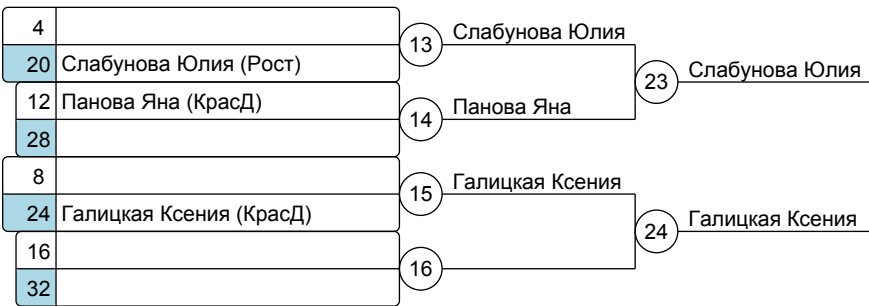 4
13 Слабунова Юлия
20 Слабунова Юлия (Рост)
23 Слабунова Юлия
12 Панова Яна (КрасД)
14 Панова Яна
28
8
15 Галицкая Ксения
24 Галицкая Ксения (КрасД)
24 Галицкая Ксения
16
16
32